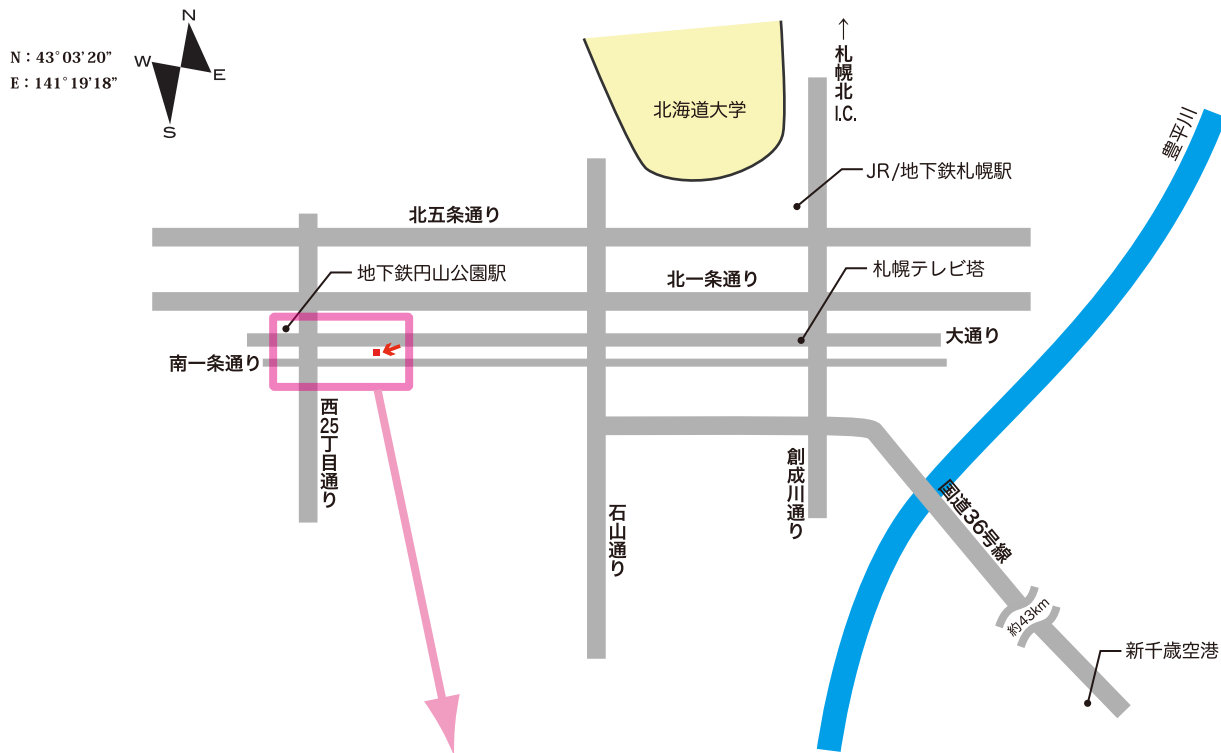 N
N：43°03’20”
W
E
E：141°19’18”
S
↑札幌北I.C.
北海道大学
豊平川
JR/地下鉄札幌駅
北五条通り
地下鉄円山公園駅
北一条通り
札幌テレビ塔
大通り
南一条通り
西25丁目通り
創成川通り
国道36号線
石山通り
約43km
新千歳空港